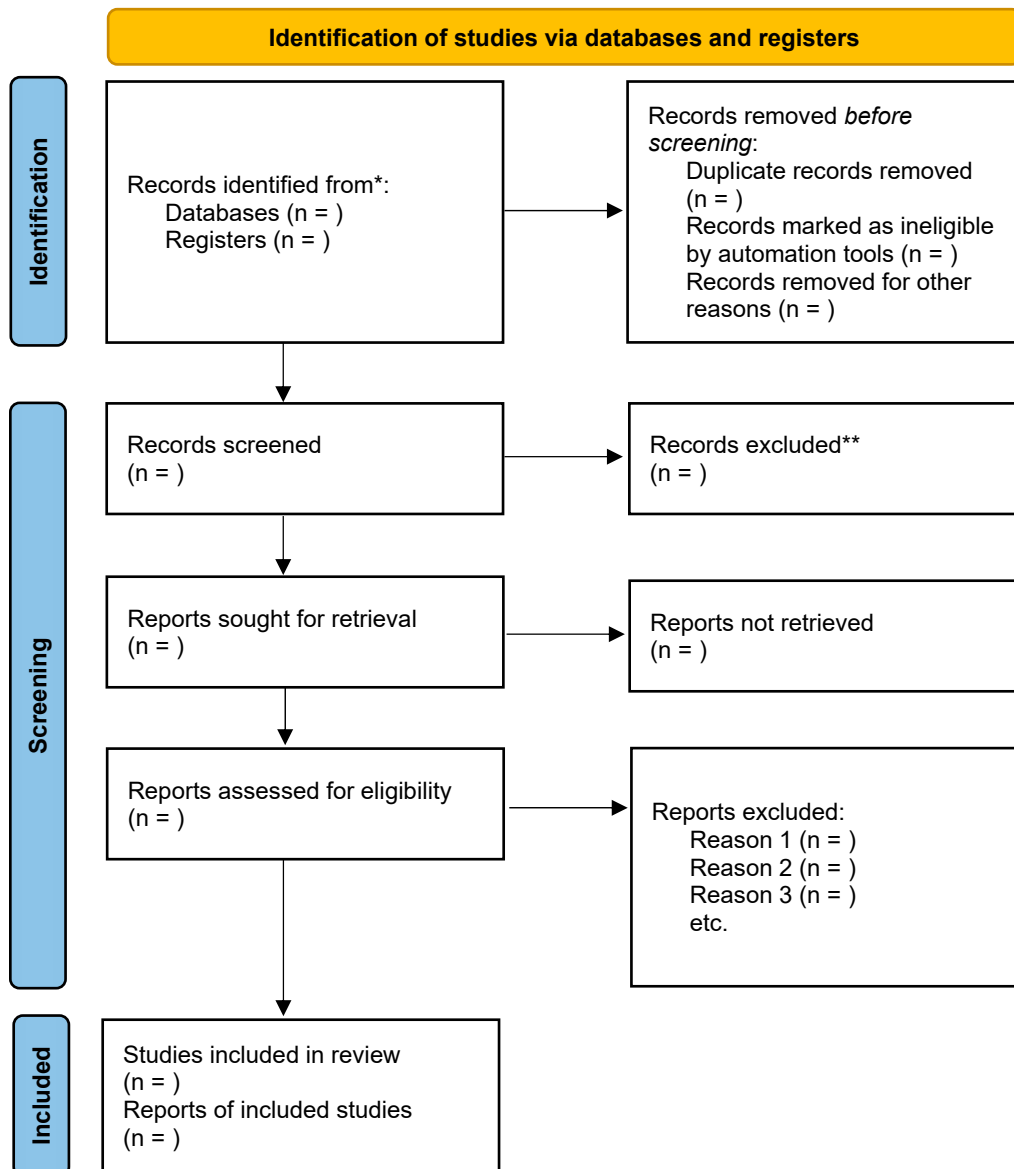 Identification of studies via databases and registers
Identification
Records identified from*:
Databases (n = )
Registers (n = )
Records removed before
screening:
Duplicate records removed
(n = )
Records marked as ineligible
by automation tools (n = )
Records removed for other
reasons (n = )
Screening
Records screened
(n = )
Records excluded**
(n = )
Reports sought for retrieval
(n = )
Reports not retrieved
(n = )
Reports assessed for eligibility
(n = )
Reports excluded:
Reason 1 (n = )
Reason 2 (n = )
Reason 3 (n = )
etc.
Included
Studies included in review
(n = )
Reports of included studies
(n = )